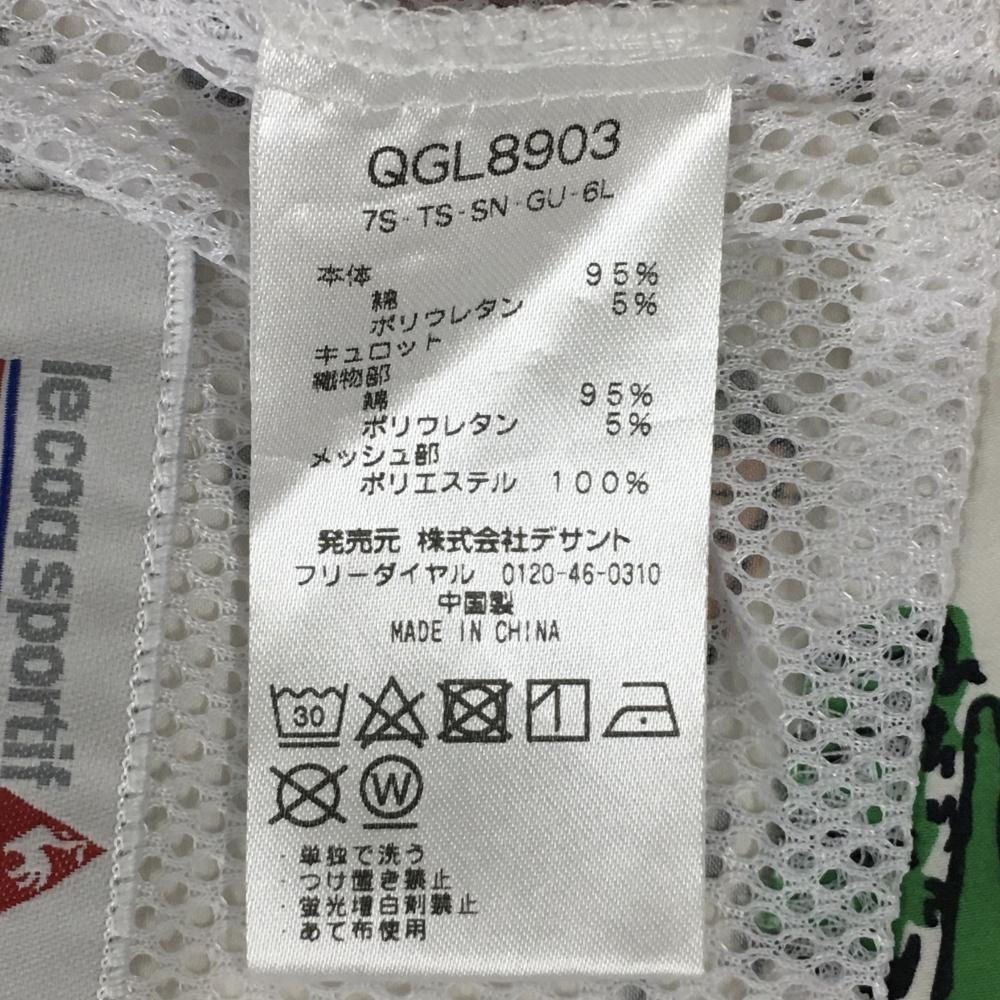 QGL8903
7S・TS・SN・GU・6L
本体
綿 95%
ポリウレタン 5%
キュロット
織物部
綿 95%
ポリウレタン 5%
メッシュ部
ポリエステル 100%
発売元 株式会社デサント
フリーダイヤル 0120-46-0310
中国製
MADE IN CHINA
30
W
・単独で洗う
・つけ置き禁止
・蛍光増白剤禁止
・あて布使用
le coq sportif